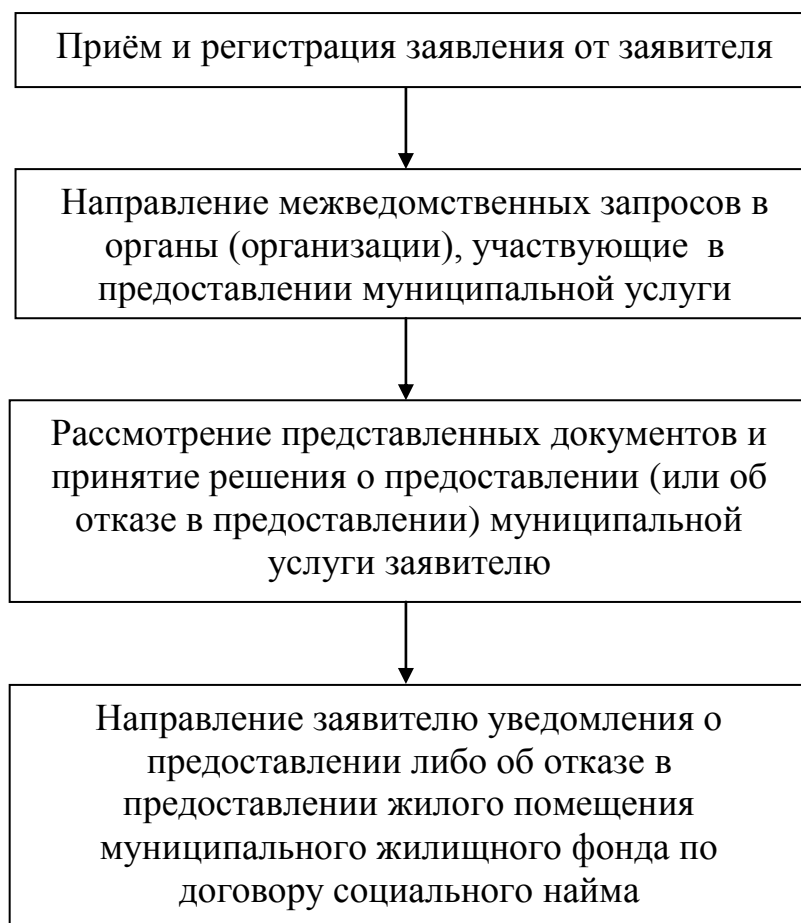 Приём и регистрация заявления от заявителя
Направление межведомственных запросов в
органы (организации), участвующие в
предоставлении муниципальной услуги
Рассмотрение представленных документов и
принятие решения о предоставлении (или об
отказе в предоставлении) муниципальной
услуги заявителю
Направление заявителю уведомления о
предоставлении либо об отказе в
предоставлении жилого помещения
муниципального жилищного фонда по
договору социального найма